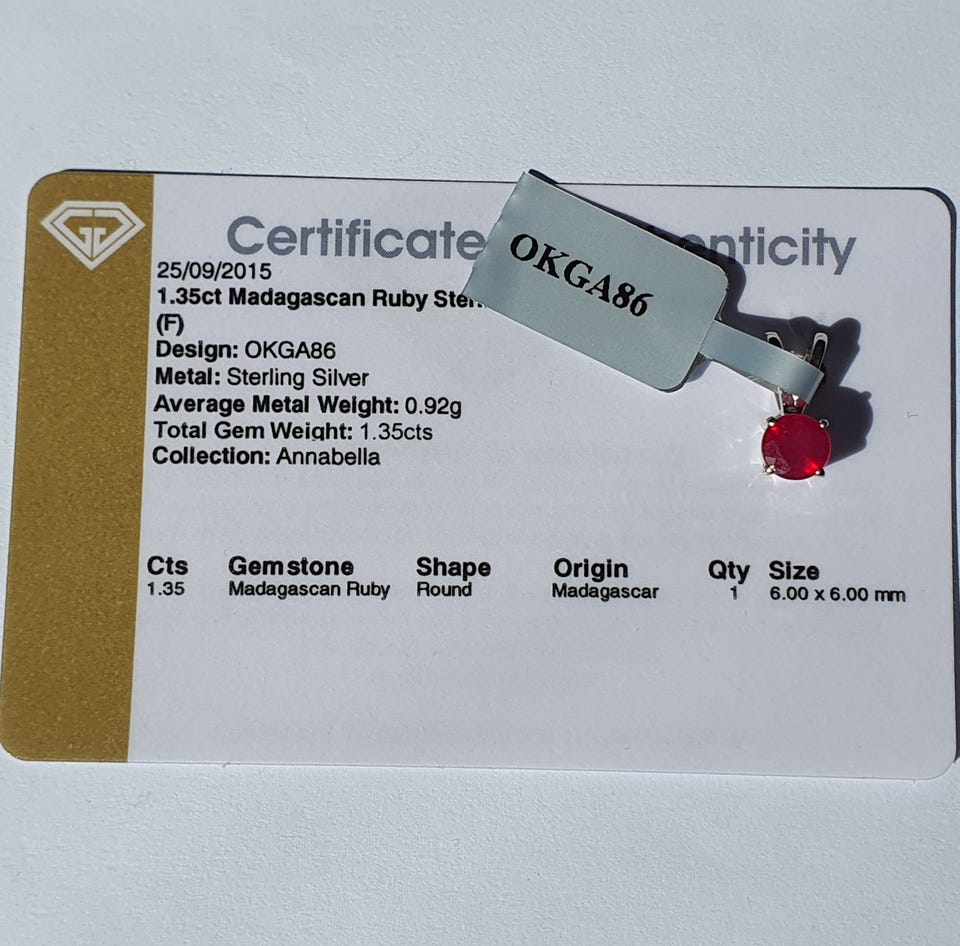 Certificate
25/09/2015
1.35ct Madagascan Ruby
(F)
Design: OKGA86
Metal: Sterling Silver
Average Metal Weight: 0.92g
Total Gem Weight: 1.35cts
Collection: Annabella
OKGA86
Cts Gemstone Shape Origin Qty Size
1.35 Madagascan Ruby Round Madagascar 1 6.00 x 6.00 mm